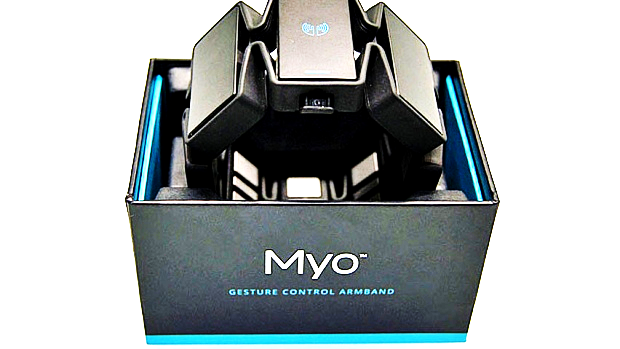 Myo™
GESTURE CONTROL ARMBAND